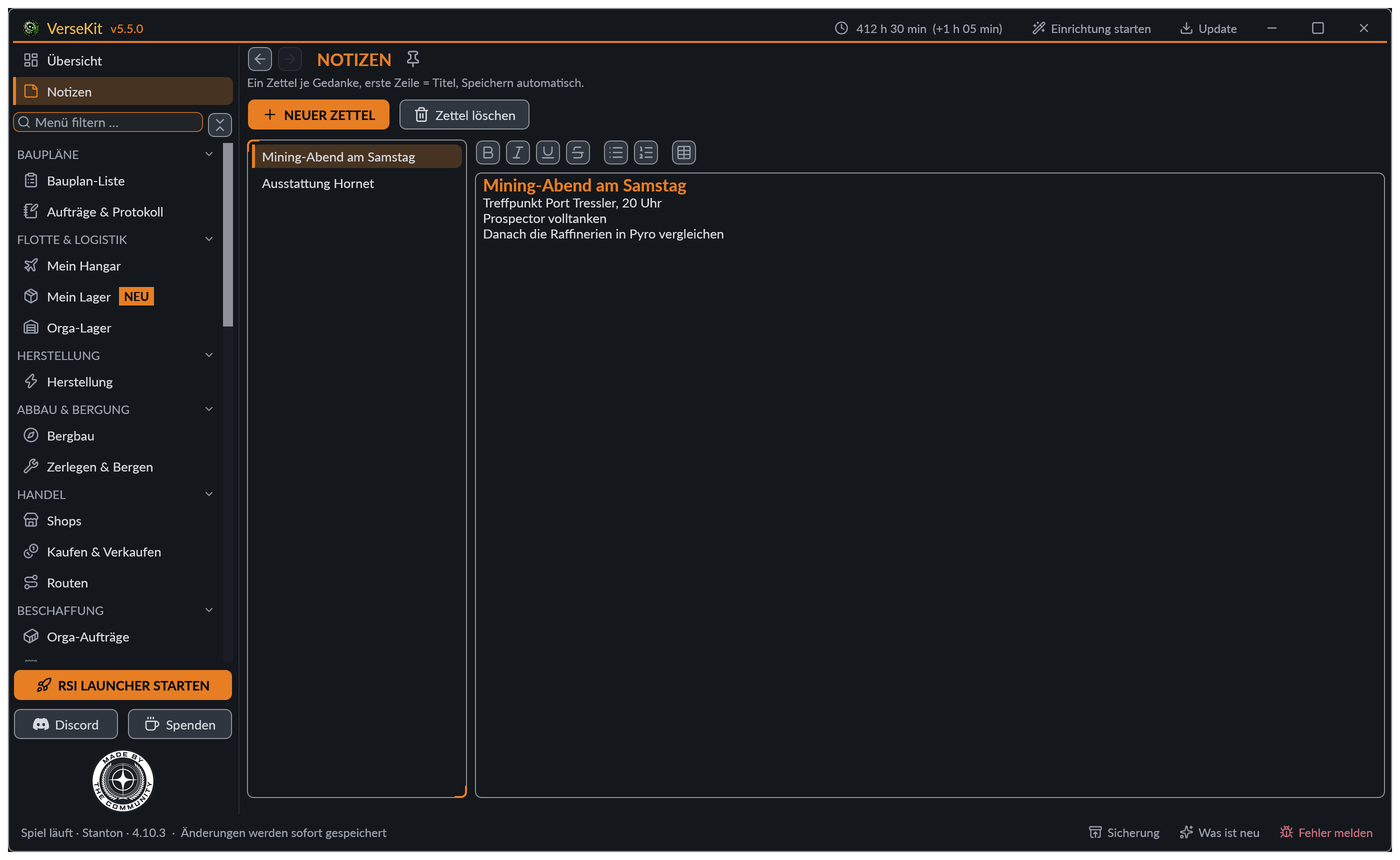 VerseKit v5.5.0
412 h 30 min (+1 h 05 min)
Einrichtung starten
Update
Übersicht
Notizen
Menü filtern ...
BAUPLÄNE
Bauplan-Liste
Aufträge & Protokoll
FLOTTE & LOGISTIK
Mein Hangar
Mein Lager NEU
Orga-Lager
HERSTELLUNG
Herstellung
ABBAU & BERGUNG
Bergbau
Zerlegen & Bergen
HANDEL
Shops
Kaufen & Verkaufen
Routen
BESCHAFFUNG
Orga-Aufträge
RSI LAUNCHER STARTEN
Discord
Spenden
MADE BY
THE COMMUNITY
NOTIZEN
Ein Zettel je Gedanke, erste Zeile = Titel, Speichern automatisch.
NEUER ZETTEL
Zettel löschen
Mining-Abend am Samstag
Ausstattung Hornet
B I U S
Mining-Abend am Samstag
Treffpunkt Port Tressler, 20 Uhr
Prospector volltanken
Danach die Raffinerien in Pyro vergleichen
Spiel läuft · Stanton · 4.10.3 · Änderungen werden sofort gespeichert
Sicherung
Was ist neu
Fehler melden